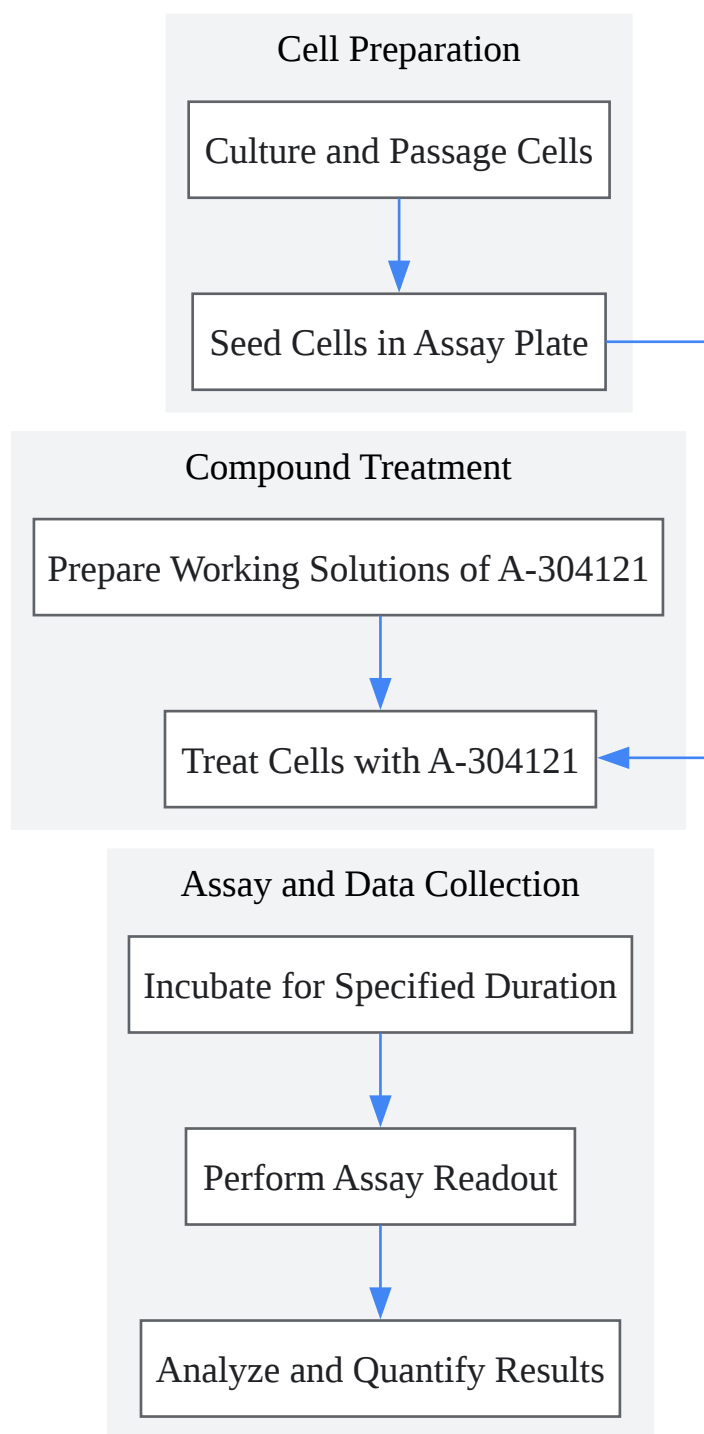 Cell Preparation
Culture and Passage Cells
Seed Cells in Assay Plate
Compound Treatment
Prepare Working Solutions of A-304121
Treat Cells with A-304121
Assay and Data Collection
Incubate for Specified Duration
Perform Assay Readout
Analyze and Quantify Results